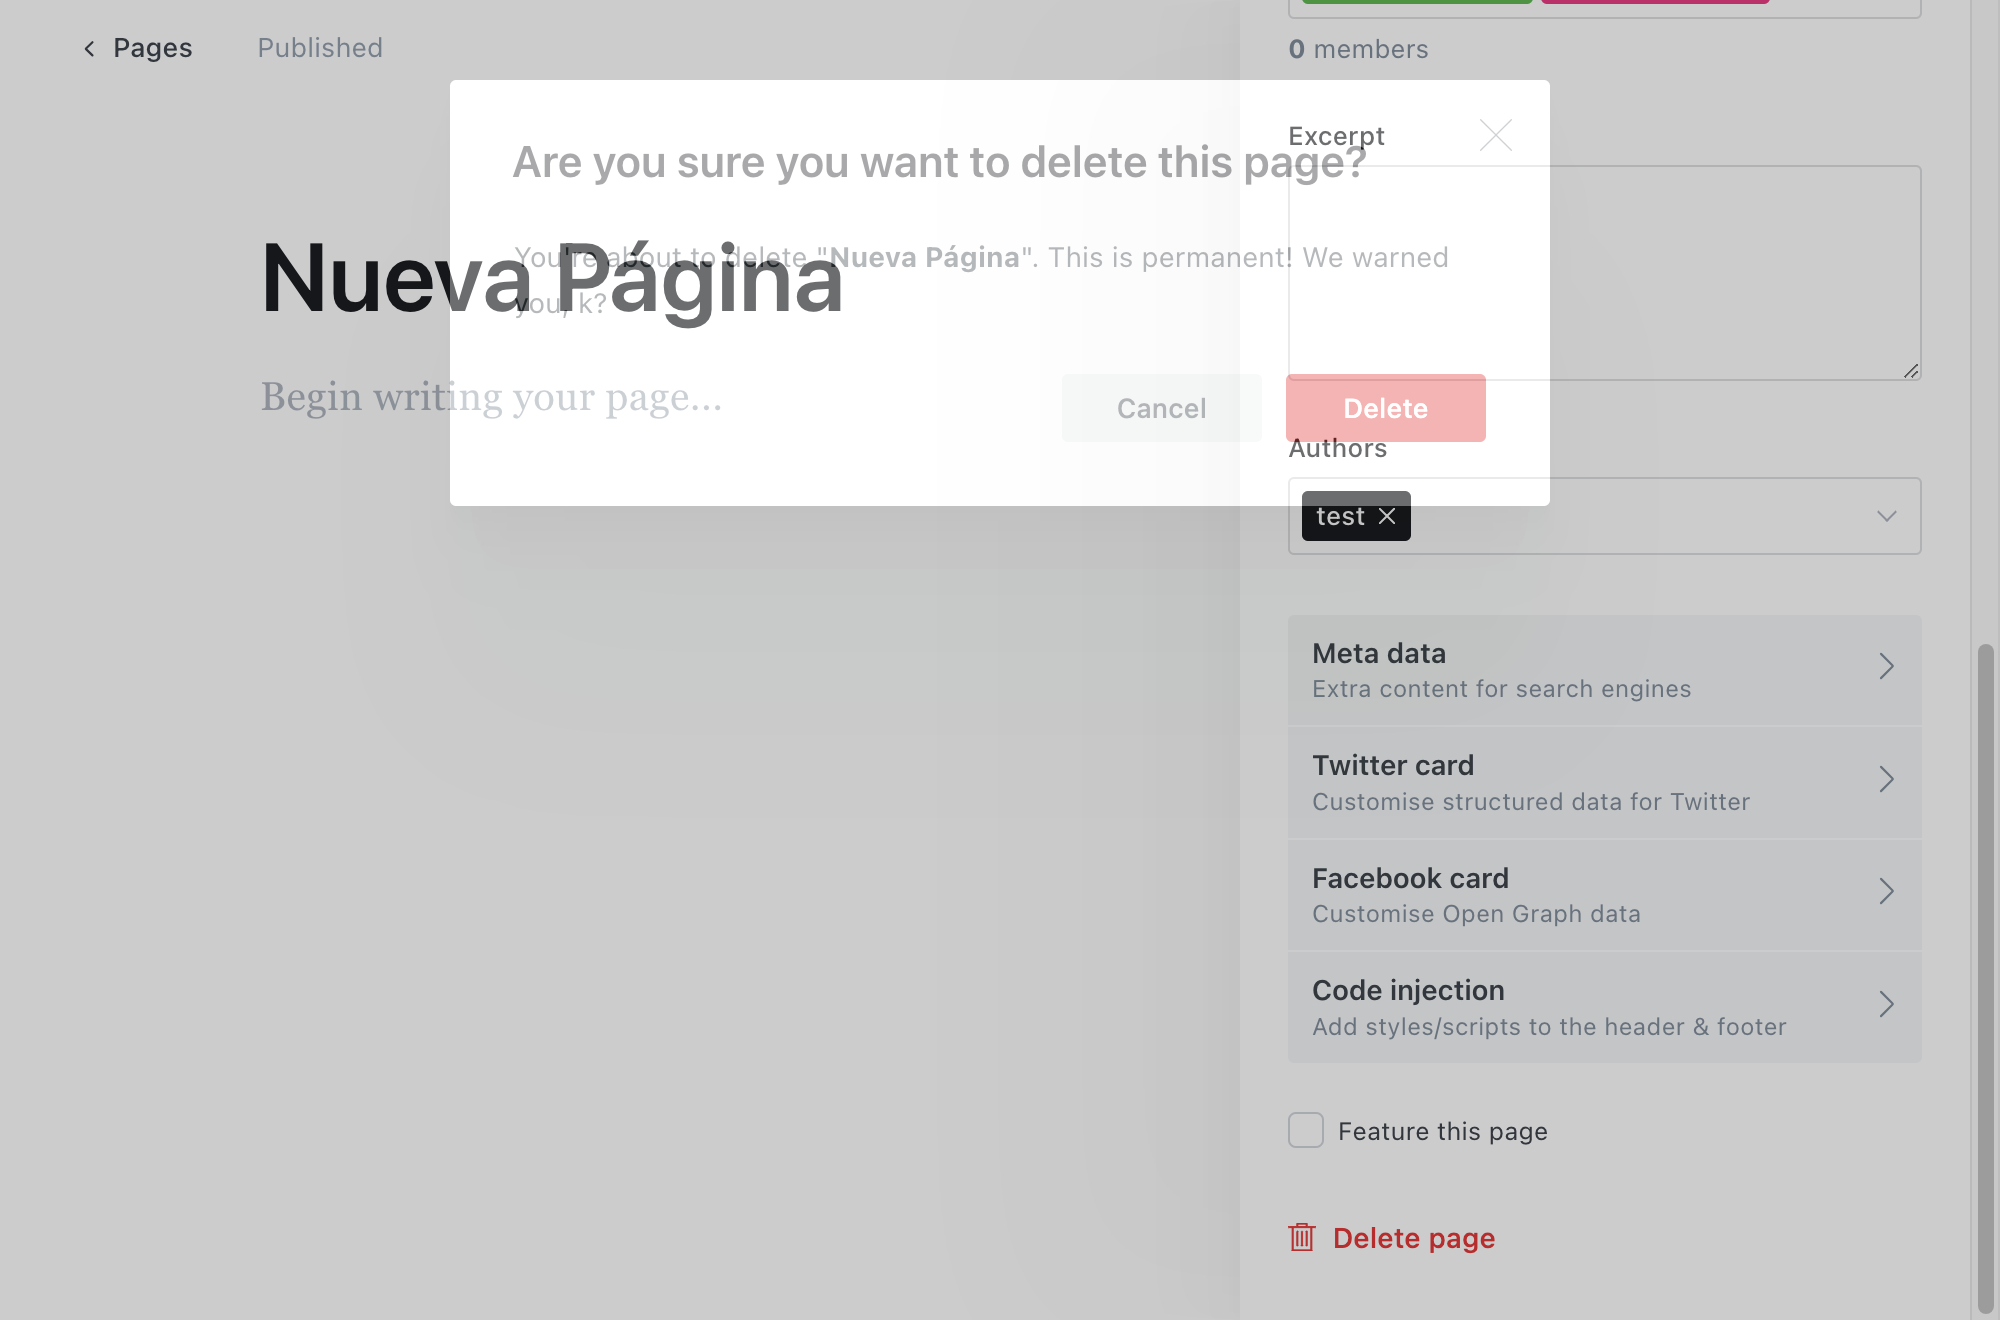 Pages
Published
0 members
Are you sure you want to delete this page?
You're about to delete "Nueva Página". This is permanent! We warned
you, k?
Cancel
Delete
Nueva Página
Begin writing your page...
Excerpt
Authors
test
Meta data
Extra content for search engines
Twitter card
Customise structured data for Twitter
Facebook card
Customise Open Graph data
Code injection
Add styles/scripts to the header & footer
Feature this page
Delete page